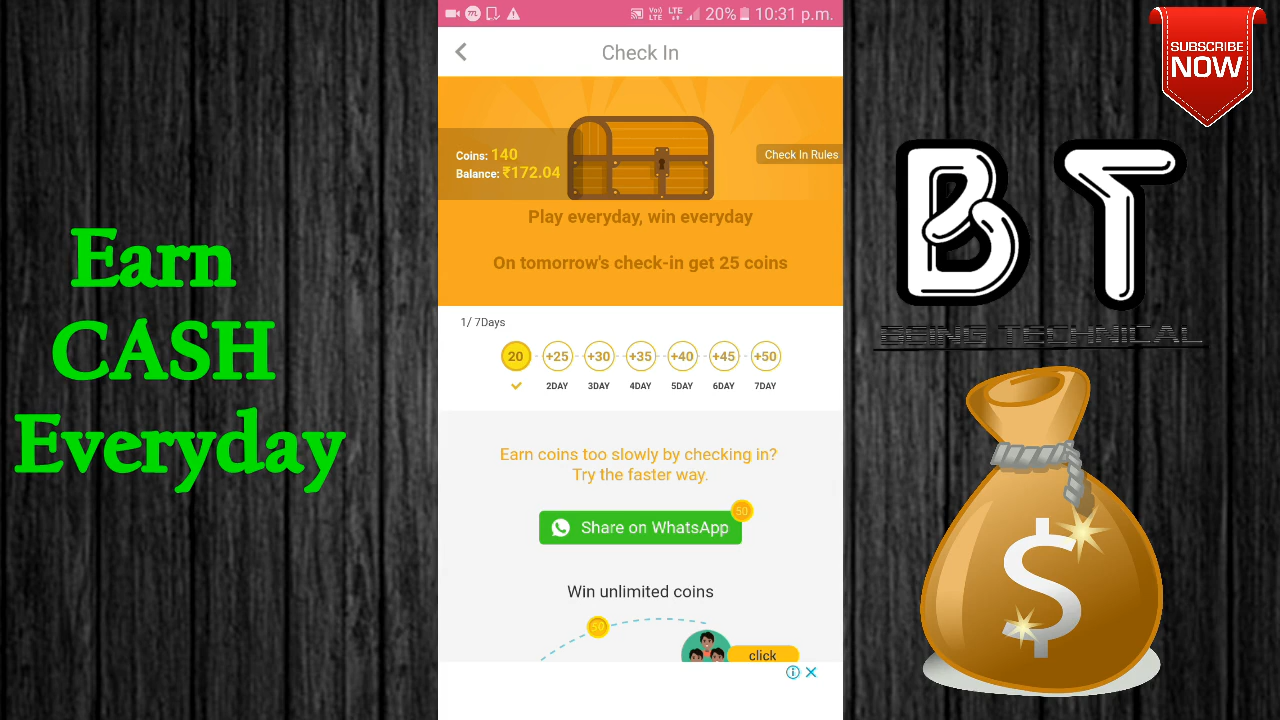 Earn
CASH
Everyday
VoI) LTE LTE 20% 10:31 p.m.
Check In
Coins: 140
Balance: ₹172.04
Check In Rules
Play everyday, win everyday
On tomorrow's check-in get 25 coins
1/ 7Days
20 +25 +30 +35 +40 +45 +50
2DAY 3DAY 4DAY 5DAY 6DAY 7DAY
Earn coins too slowly by checking in?
Try the faster way.
50
Share on WhatsApp
Win unlimited coins
50
click
SUBSCRIBE
NOW
BT
BEING TECHNICAL
$